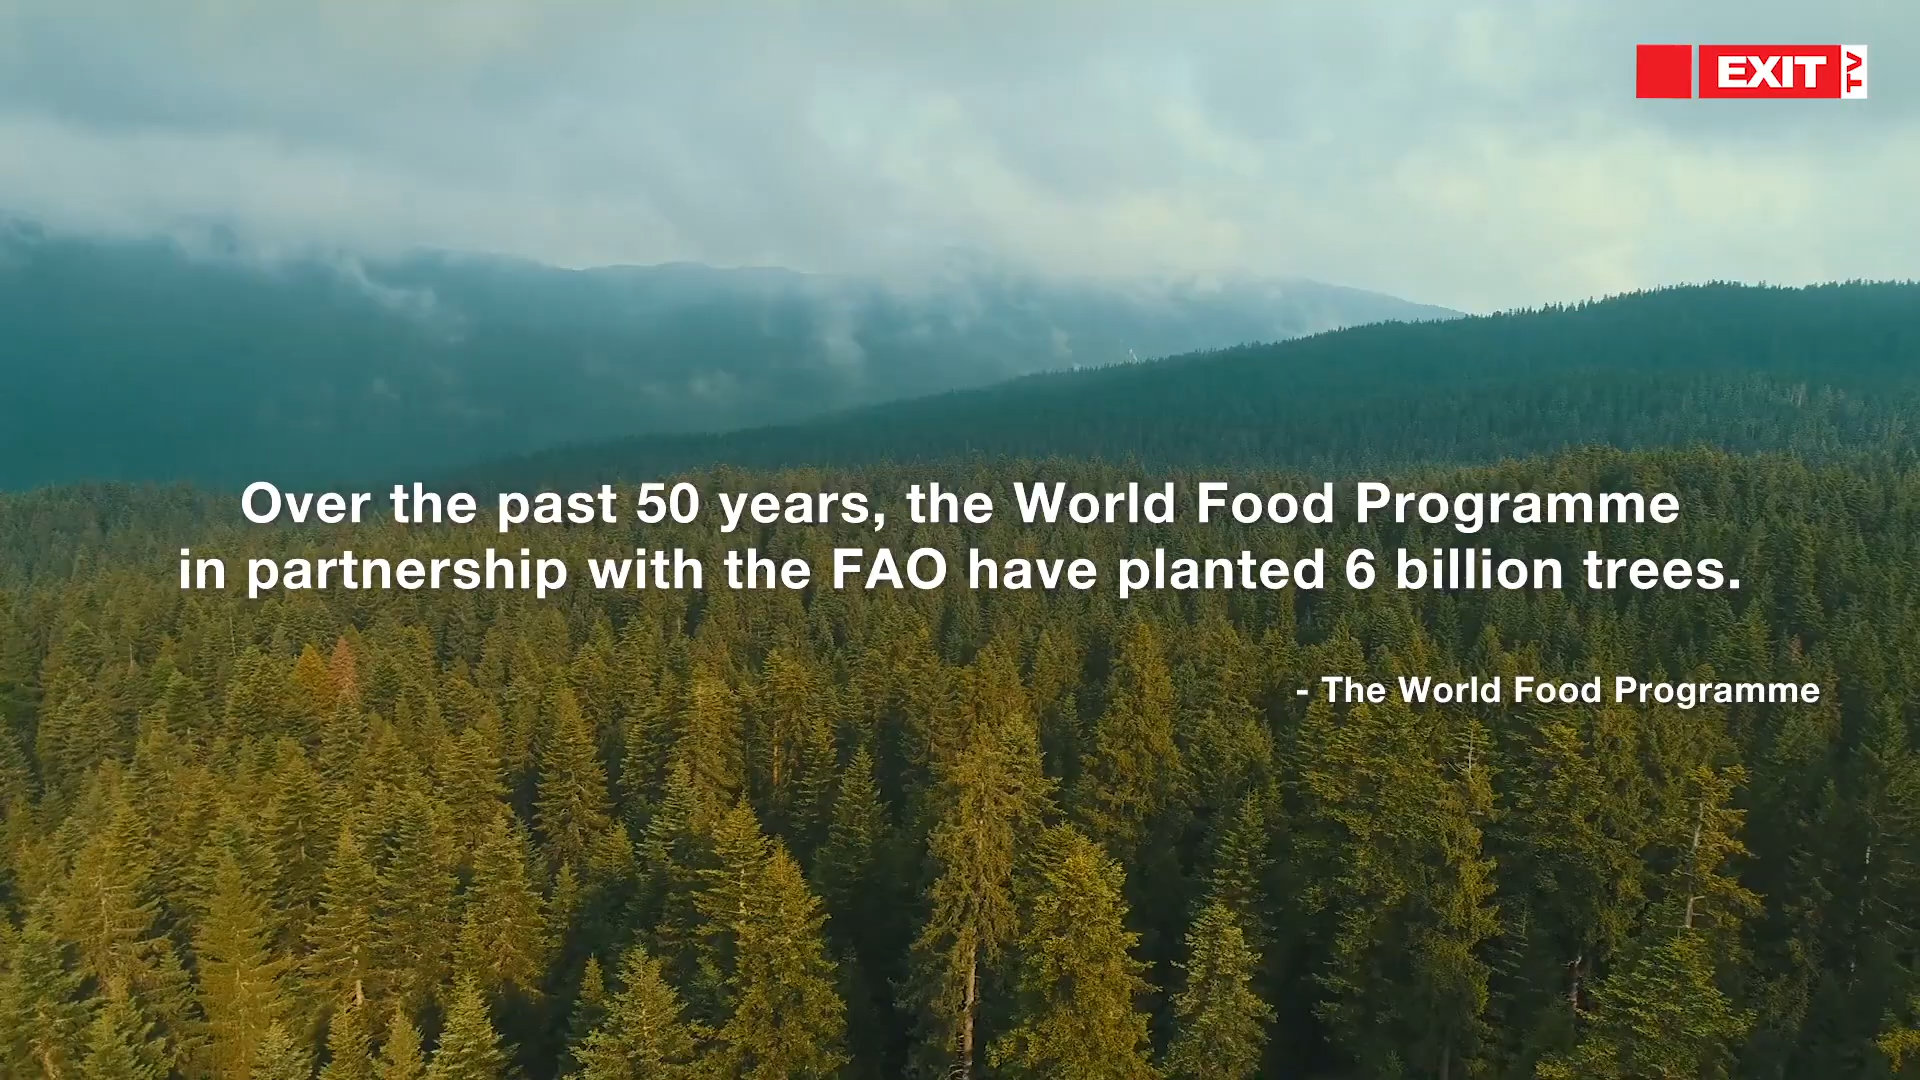 EXIT TV
Over the past 50 years, the World Food Programme
in partnership with the FAO have planted 6 billion trees.
- The World Food Programme